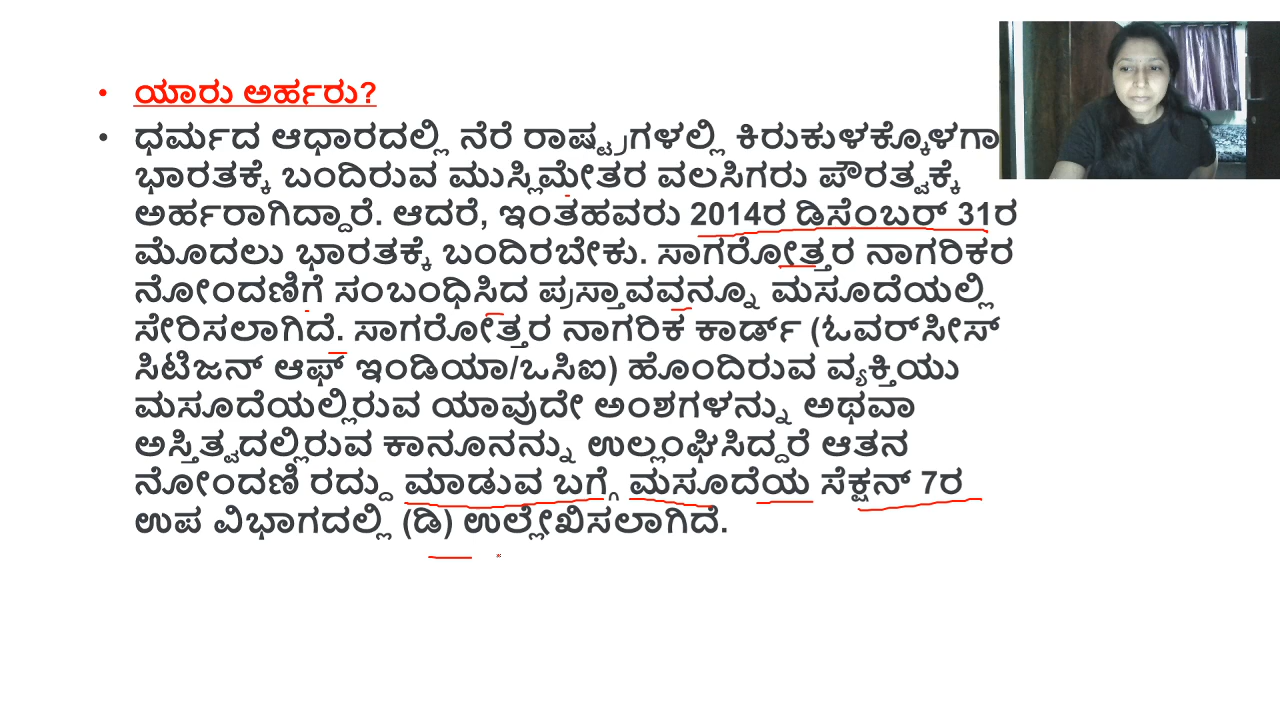 ಯಾರು ಅರ್ಹರು?
ಧರ್ಮದ ಆಧಾರದಲ್ಲಿ ನೆರೆ ರಾಷ್ಟ್ರಗಳಲ್ಲಿ ಕಿರುಕುಳಕ್ಕೊಳಗಾ
ಭಾರತಕ್ಕೆ ಬಂದಿರುವ ಮುಸ್ಲಿಮೇತರ ವಲಸಿಗರು ಪೌರತ್ವಕ್ಕೆ
ಅರ್ಹರಾಗಿದ್ದಾರೆ. ಆದರೆ, ಇಂತಹವರು 2014ರ ಡಿಸೆಂಬರ್ 31ರ
ಮೊದಲು ಭಾರತಕ್ಕೆ ಬಂದಿರಬೇಕು. ಸಾಗರೋತ್ತರ ನಾಗರಿಕರ
ನೋಂದಣಿಗೆ ಸಂಬಂಧಿಸಿದ ಪ್ರಸ್ತಾವವನ್ನೂ ಮಸೂದೆಯಲ್ಲಿ
ಸೇರಿಸಲಾಗಿದೆ. ಸಾಗರೋತ್ತರ ನಾಗರಿಕ ಕಾರ್ಡ್ (ಓವರ್‌ಸೀಸ್
ಸಿಟಿಜನ್ ಆಫ್ ಇಂಡಿಯಾ/ಒಸಿಐ) ಹೊಂದಿರುವ ವ್ಯಕ್ತಿಯು
ಮಸೂದೆಯಲ್ಲಿರುವ ಯಾವುದೇ ಅಂಶಗಳನ್ನು ಅಥವಾ
ಅಸ್ತಿತ್ವದಲ್ಲಿರುವ ಕಾನೂನನ್ನು ಉಲ್ಲಂಘಿಸಿದ್ದರೆ ಆತನ
ನೋಂದಣಿ ರದ್ದು ಮಾಡುವ ಬಗ್ಗೆ ಮಸೂದೆಯ ಸೆಕ್ಷನ್ 7ರ
ಉಪ ವಿಭಾಗದಲ್ಲಿ (ಡಿ) ಉಲ್ಲೇಖಿಸಲಾಗಿದೆ.